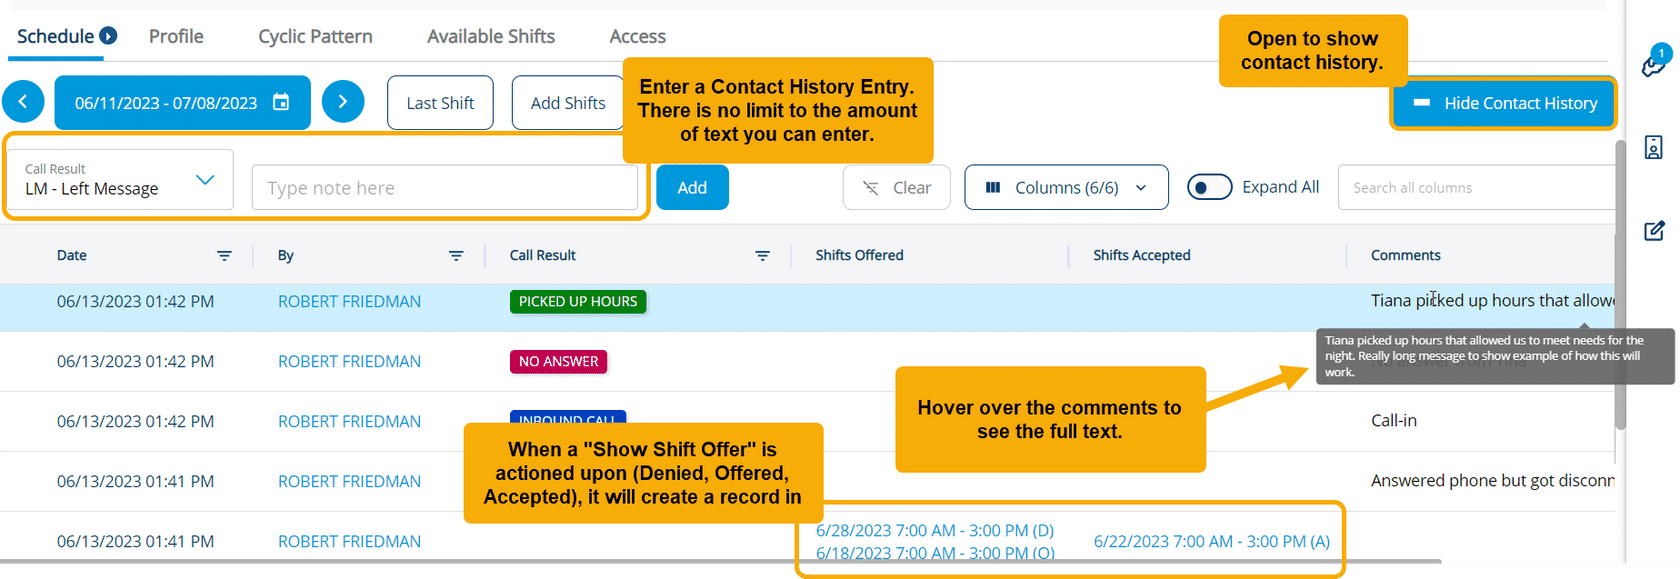 Schedule
Profile
Cyclic Pattern
Available Shifts
Access
Open to show
contact history.
1
06/11/2023 - 07/08/2023
Last Shift
Add Shifts
Enter a Contact History Entry.
There is no limit to the amount
of text you can enter.
Hide Contact History
Call Result
LM - Left Message
Type note here
Add
Clear
Columns (6/6)
Expand All
Search all columns
Date
By
Call Result
Shifts Offered
Shifts Accepted
Comments
06/13/2023 01:42 PM
ROBERT FRIEDMAN
PICKED UP HOURS
Tiana picked up hours that allow
Tiana picked up hours that allowed us to meet needs for the
night. Really long message to show example of how this will
work.
06/13/2023 01:42 PM
ROBERT FRIEDMAN
NO ANSWER
Hover over the comments to
see the full text.
06/13/2023 01:42 PM
ROBERT FRIEDMAN
INBOUND CALL
Call-in
When a "Show Shift Offer" is
actioned upon (Denied, Offered,
Accepted), it will create a record in
06/13/2023 01:41 PM
ROBERT FRIEDMAN
Answered phone but got disconn
06/13/2023 01:41 PM
ROBERT FRIEDMAN
6/28/2023 7:00 AM - 3:00 PM (D)
6/18/2023 7:00 AM - 3:00 PM (O)
6/22/2023 7:00 AM - 3:00 PM (A)